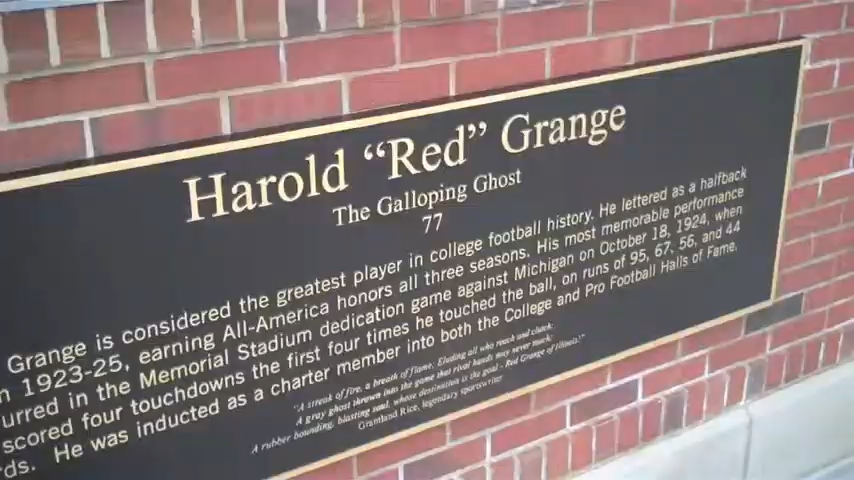 Harold “Red” Grange
The Galloping Ghost
77
Grange is considered the greatest player in college football history. He lettered as a halfback
n 1923-25, earning All-America honors all three seasons. His most memorable performance
urred in the Memorial Stadium dedication game against Michigan on October 18, 1924, when
scored four touchdowns the first four times he touched the ball, on runs of 95, 67, 56, and 44
ds. He was inducted as a charter member into both the College and Pro Football Halls of Fame.
"A streak of fire, a breath of flame, Eluding all who reach and clutch;
A gray ghost thrown into the game that rival hands may never touch;
A rubber bounding, blasting soul, whose destination is the goal - Red Grange of Illinois!"
Grantland Rice, legendary sportswriter